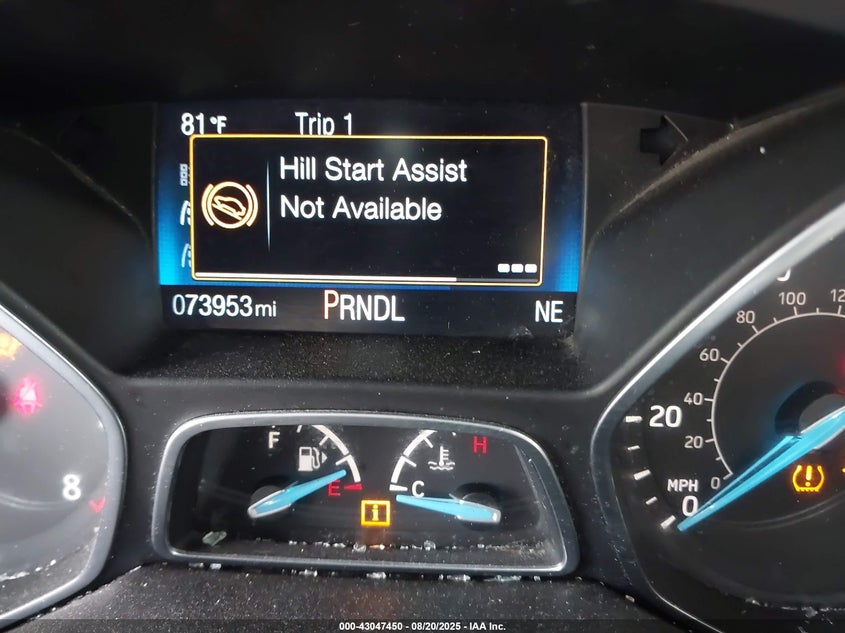 81°F Trip 1
Hill Start Assist
Not Available
073953mi PRNDL NE
F
E
H
C
i
8
120
100
80
60
40
20
0
20
MPH 0
000-43047450 - 08/20/2025 - IAA Inc.